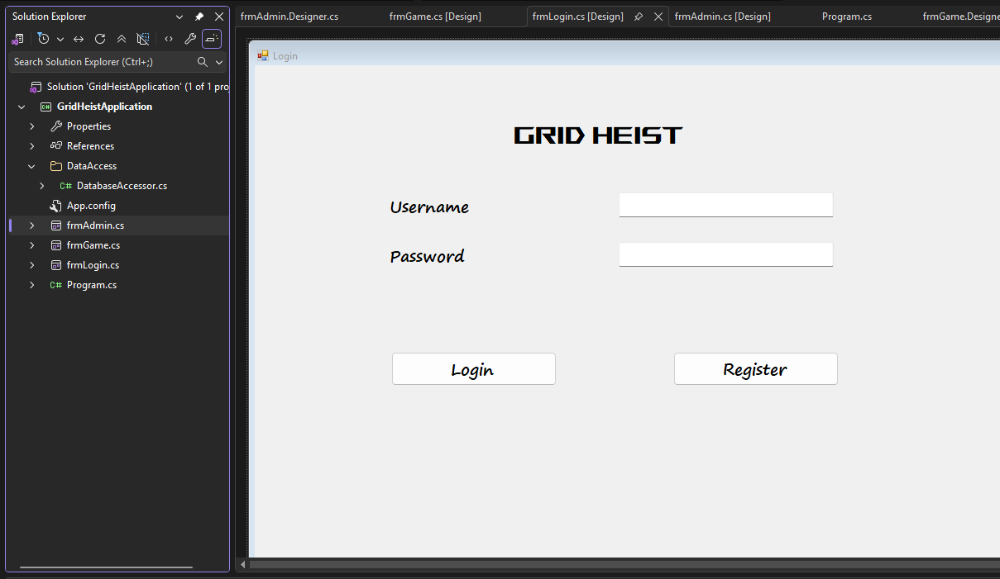 Solution Explorer
Search Solution Explorer (Ctrl+;)
Solution 'GridHeistApplication' (1 of 1 pro
C# GridHeistApplication
Properties
References
DataAccess
C# DatabaseAccessor.cs
App.config
frmAdmin.cs
frmGame.cs
frmLogin.cs
C# Program.cs
frmAdmin.Designer.cs
frmGame.cs [Design]
frmLogin.cs [Design]
frmAdmin.cs [Design]
Program.cs
frmGame.Designe
Login
GRID HEIST
Username
Password
Login
Register